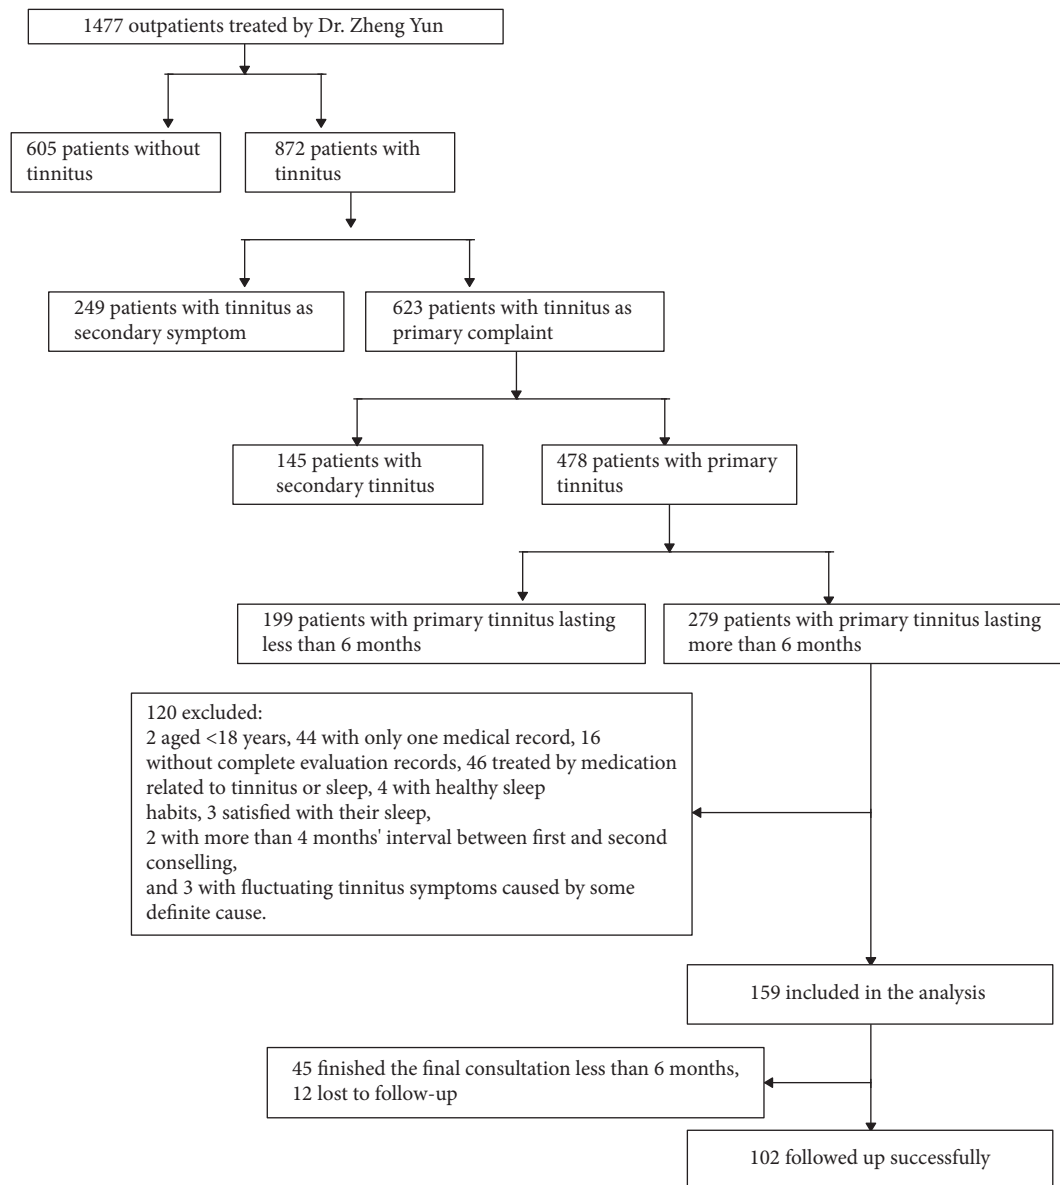 1477 outpatients treated by Dr. Zheng Yun
605 patients without
tinnitus
872 patients with
tinnitus
249 patients with tinnitus as
secondary symptom
623 patients with tinnitus as
primary complaint
145 patients with
secondary tinnitus
478 patients with primary
tinnitus
199 patients with primary tinnitus lasting
less than 6 months
279 patients with primary tinnitus lasting
more than 6 months
120 excluded:
2 aged <18 years, 44 with only one medical record, 16
without complete evaluation records, 46 treated by medication
related to tinnitus or sleep, 4 with healthy sleep
habits, 3 satisfied with their sleep,
2 with more than 4 months' interval between first and second
conselling,
and 3 with fluctuating tinnitus symptoms caused by some
definite cause.
159 included in the analysis
45 finished the final consultation less than 6 months,
12 lost to follow-up
102 followed up successfully